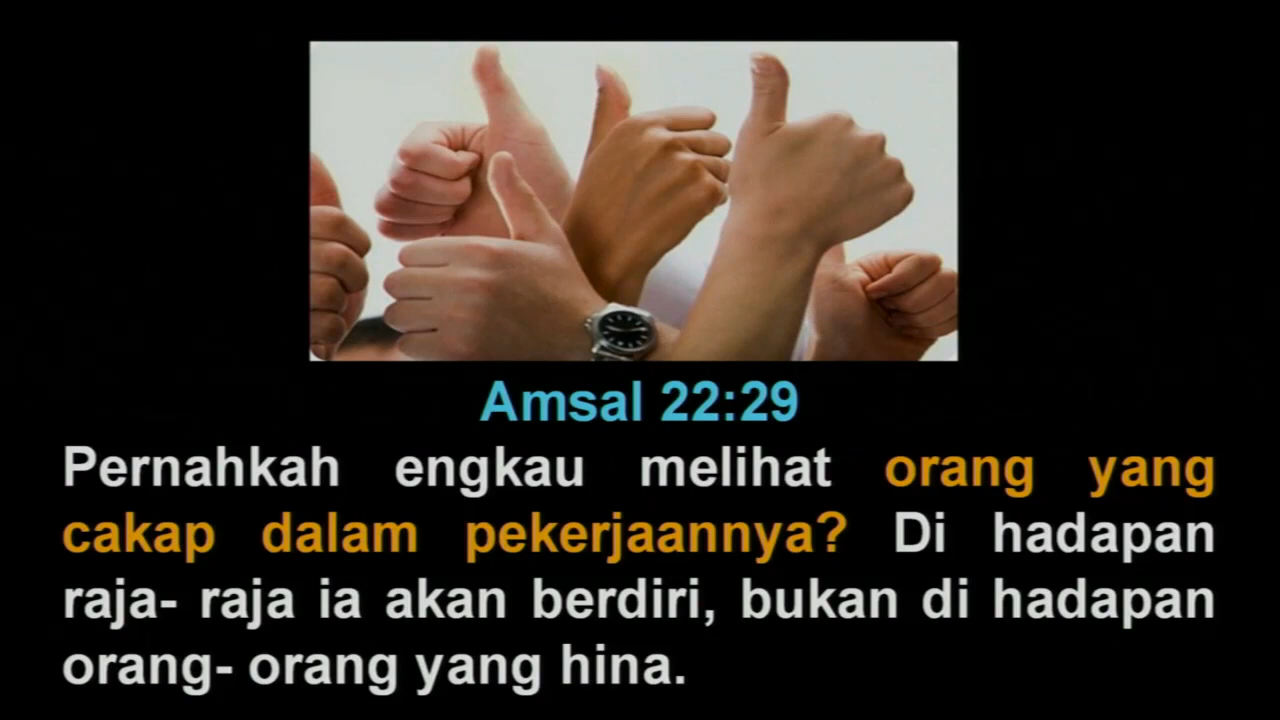 Amsal 22:29
Pernahkah engkau melihat orang yang
cakap dalam pekerjaannya? Di hadapan
raja- raja ia akan berdiri, bukan di hadapan
orang- orang yang hina.